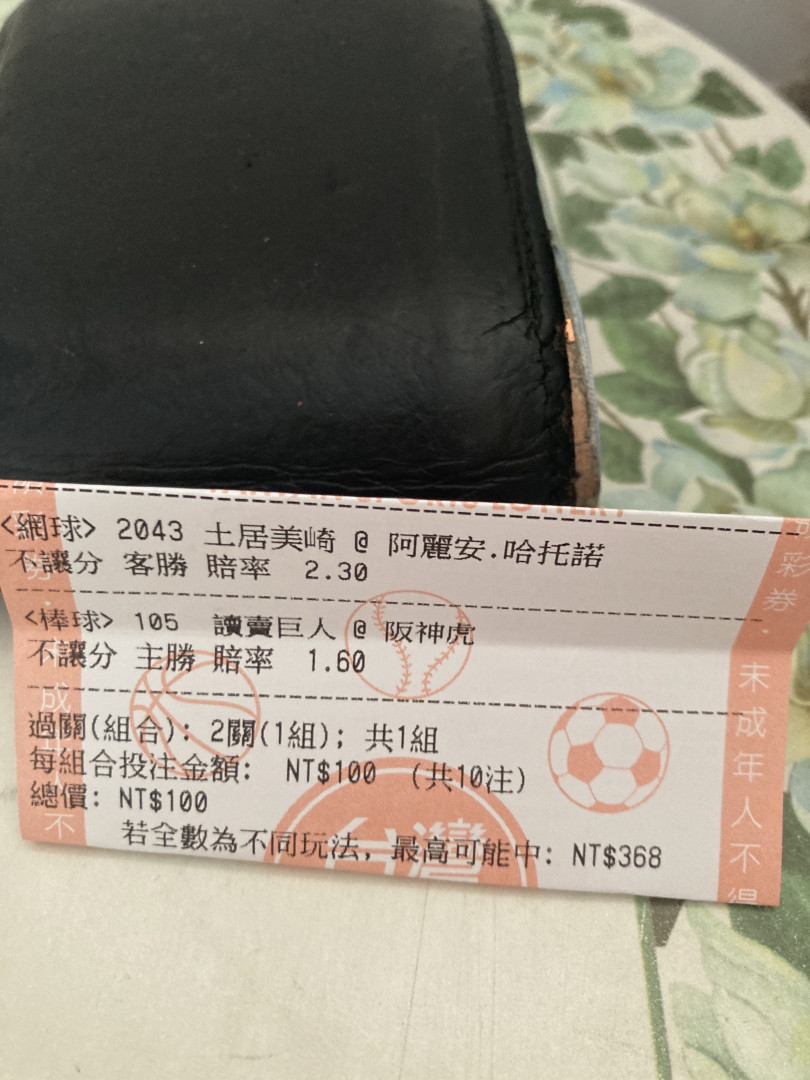 <網球> 2043 土居美崎 @ 阿麗安.哈托諾
不讓分 客勝 賠率 2.30
<棒球> 105 讀賣巨人 @ 阪神虎
不讓分 主勝 賠率 1.60
過關(組合): 2關(1組); 共1組
每組合投注金額: NT$100 (共10注)
總價: NT$100
若全數為不同玩法, 最高可能中: NT$368
台灣
彩券・未成年人不得
成
不